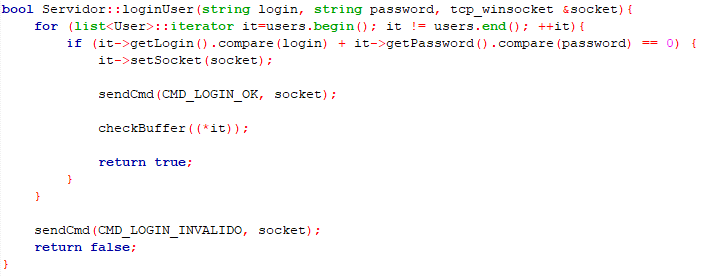 bool Servidor::loginUser(string login, string password, tcp_winsocket &socket){
for (list<User>::iterator it=users.begin(); it != users.end(); ++it){
if (it->getLogin().compare(login) + it->getPassword().compare(password) == 0) {
it->setSocket(socket);
sendCmd(CMD_LOGIN_OK, socket);
checkBuffer((*it));
return true;
}
}
sendCmd(CMD_LOGIN_INVALIDO, socket);
return false;
}